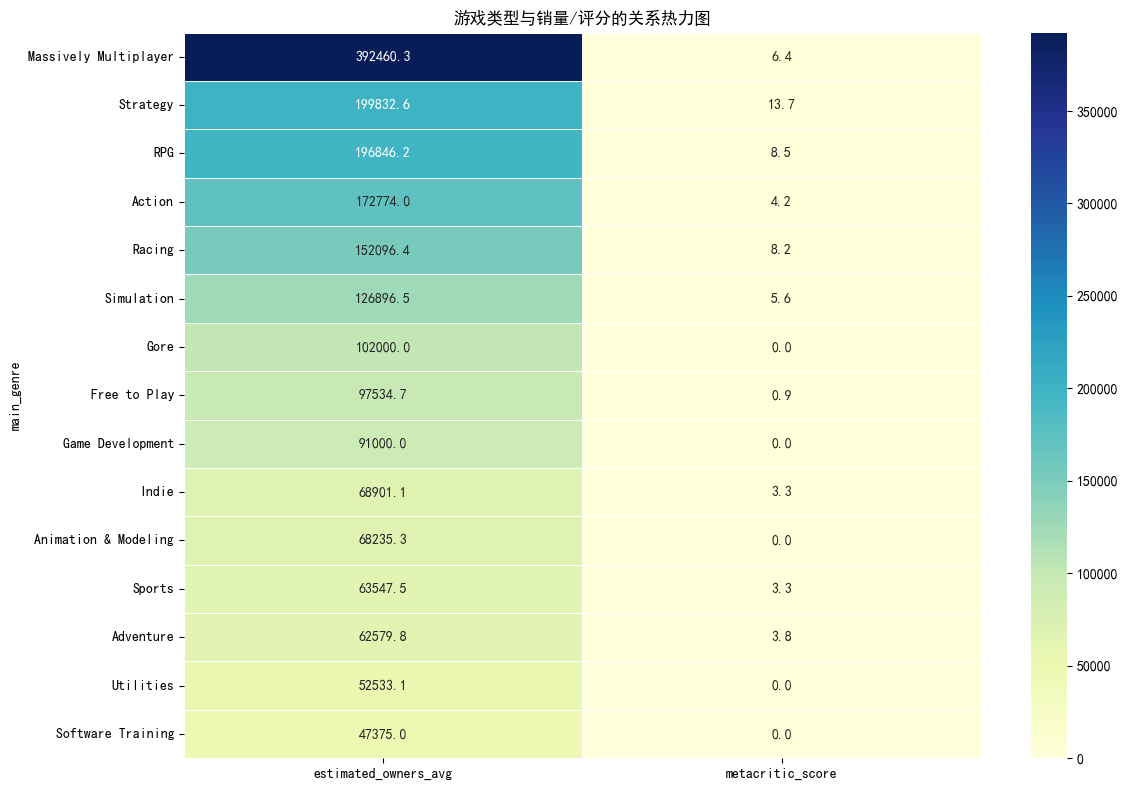 游戏类型与销量/评分的关系热力图
main_genre
Massively Multiplayer 392460.3 6.4
Strategy 199832.6 13.7
RPG 196846.2 8.5
Action 172774.0 4.2
Racing 152096.4 8.2
Simulation 126896.5 5.6
Gore 102000.0 0.0
Free to Play 97534.7 0.9
Game Development 91000.0 0.0
Indie 68901.1 3.3
Animation & Modeling 68235.3 0.0
Sports 63547.5 3.3
Adventure 62579.8 3.8
Utilities 52533.1 0.0
Software Training 47375.0 0.0
estimated_owners_avg metacritic_score
350000
300000
250000
200000
150000
100000
50000
0